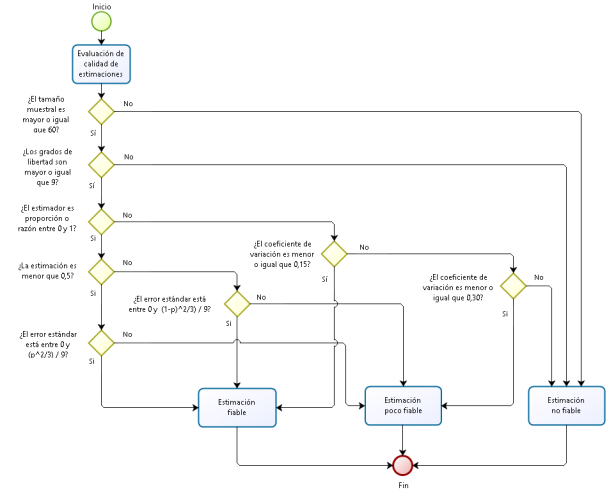 Inicio
Evaluación de
calidad de
estimaciones
¿El tamaño
muestral es
mayor o igual
que 60?
No
Sí
¿Los grados de
libertad son
mayor o igual
que 9?
No
Sí
¿El estimador es
proporción o
razón entre 0 y 1?
No
Si
¿El coeficiente de
variación es menor
o igual que 0,15?
No
Sí
¿La estimación es
menor que 0,5?
No
Si
¿El coeficiente de
variación es menor o
igual que 0,30?
No
Si
¿El error estándar está
entre 0 y (1-p)^2/3) / 9?
No
Si
¿El error estándar
está entre 0 y
(p^2/3) / 9?
No
Si
Estimación
fiable
Estimación
poco fiable
Estimación
no fiable
Fin